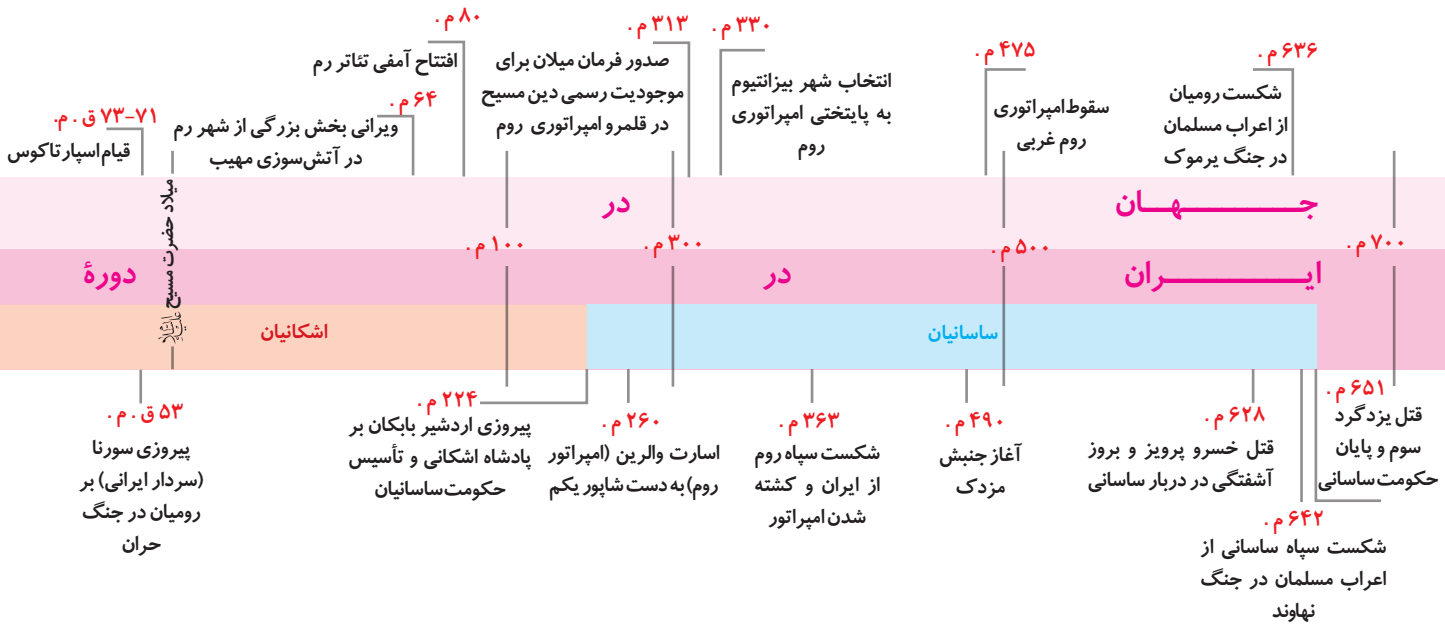 ۷۳-۷۱ ق . م.
قیام اسپارتاکوس
۶۴ م .
ویرانی بخش بزرگی از شهر رم
در آتش‌سوزی مهیب
۸۰ م .
افتتاح آمفی تئاتر رم
۳۱۳ م .
صدور فرمان میلان برای
موجودیت رسمی دین مسیح
در قلمرو امپراتوری روم
۳۳۰ م .
انتخاب شهر بیزانتیوم
به پایتختی امپراتوری
روم
۴۷۵ م .
سقوط امپراتوری
روم غربی
۶۳۶ م .
شکست رومیان
از اعراب مسلمان
در جنگ یرموک
جـهـان
در
میلاد حضرت مسیح علیه‌السلام
۱۰۰ م .
۳۰۰ م .
۵۰۰ م .
۷۰۰ م .
ایـران
در
دورۀ
اشکانیان
ساسانیان
۵۳ ق . م .
پیروزی سورنا
(سردار ایرانی) بر
رومیان در جنگ
حران
۲۲۴ م .
پیروزی اردشیر بابکان بر
پادشاه اشکانی و تأسیس
حکومت ساسانیان
۲۶۰ م .
اسارت والرین (امپراتور
روم) به دست شاپور یکم
۳۶۳ م .
شکست سپاه روم
از ایران و کشته
شدن امپراتور
۴۹۰ م .
آغاز جنبش
مزدک
۶۲۸ م .
قتل خسرو پرویز و بروز
آشفتگی در دربار ساسانی
۶۴۲ م .
شکست سپاه ساسانی از
اعراب مسلمان در جنگ
نهاوند
۶۵۱ م .
قتل یزدگرد
سوم و پایان
حکومت ساسانی